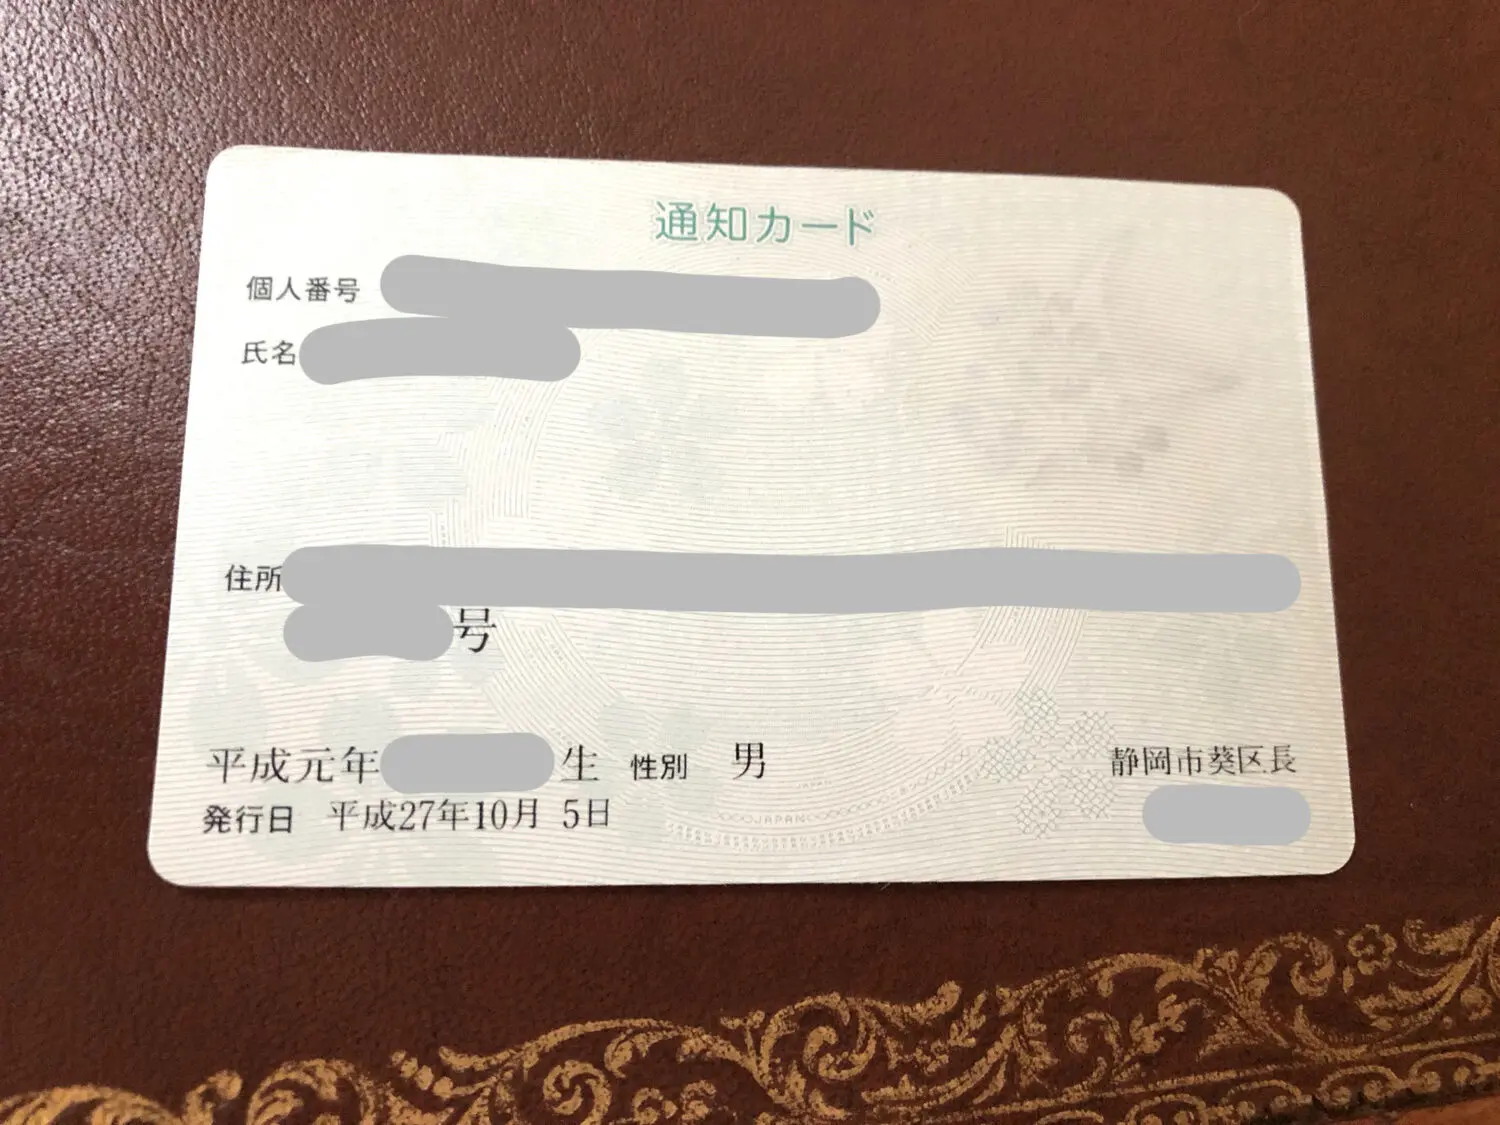 通知カード
個人番号
氏名
住所
号
平成元年 生 性別 男
発行日 平成27年10月 5日
静岡市葵区長
JAPAN